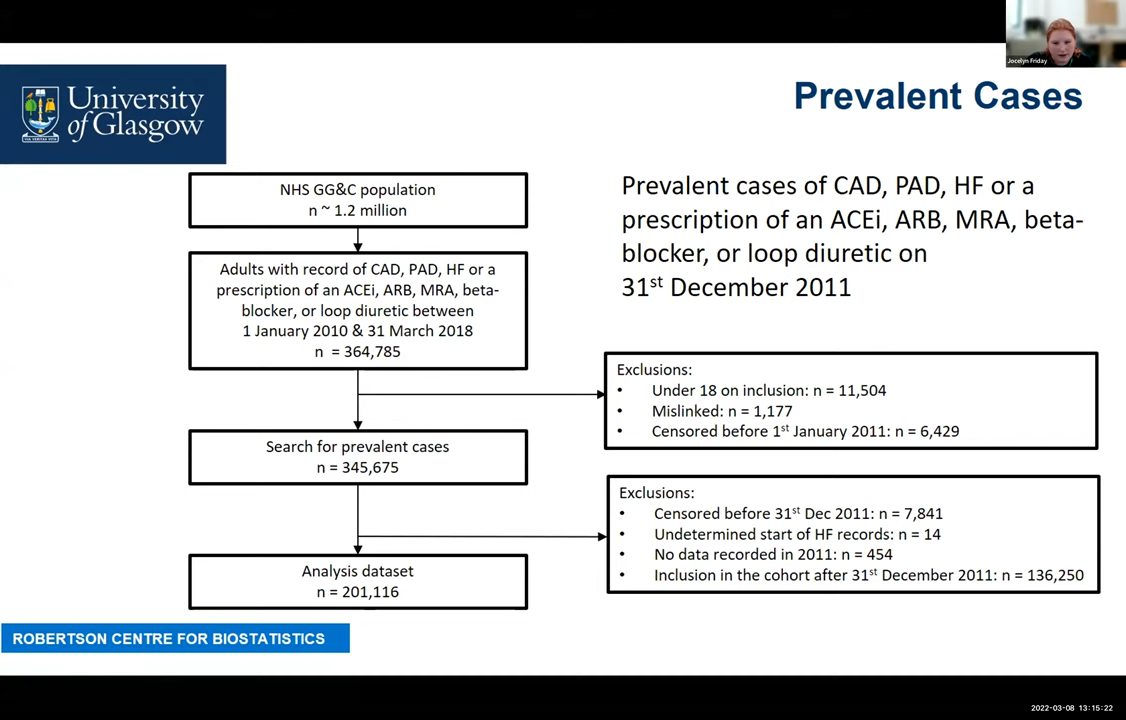 Jocelyn Friday
University
of Glasgow
Prevalent Cases
NHS GG&C population
n ~ 1.2 million
Adults with record of CAD, PAD, HF or a
prescription of an ACEi, ARB, MRA, beta-
blocker, or loop diuretic between
1 January 2010 & 31 March 2018
n = 364,785
Search for prevalent cases
n = 345,675
Analysis dataset
n = 201,116
Prevalent cases of CAD, PAD, HF or a
prescription of an ACEi, ARB, MRA, beta-
blocker, or loop diuretic on
31st December 2011
Exclusions:
• Under 18 on inclusion: n = 11,504
• Mislinked: n = 1,177
• Censored before 1st January 2011: n = 6,429
Exclusions:
• Censored before 31st Dec 2011: n = 7,841
• Undetermined start of HF records: n = 14
• No data recorded in 2011: n = 454
• Inclusion in the cohort after 31st December 2011: n = 136,250
ROBERTSON CENTRE FOR BIOSTATISTICS
2022-03-08 13:15:22